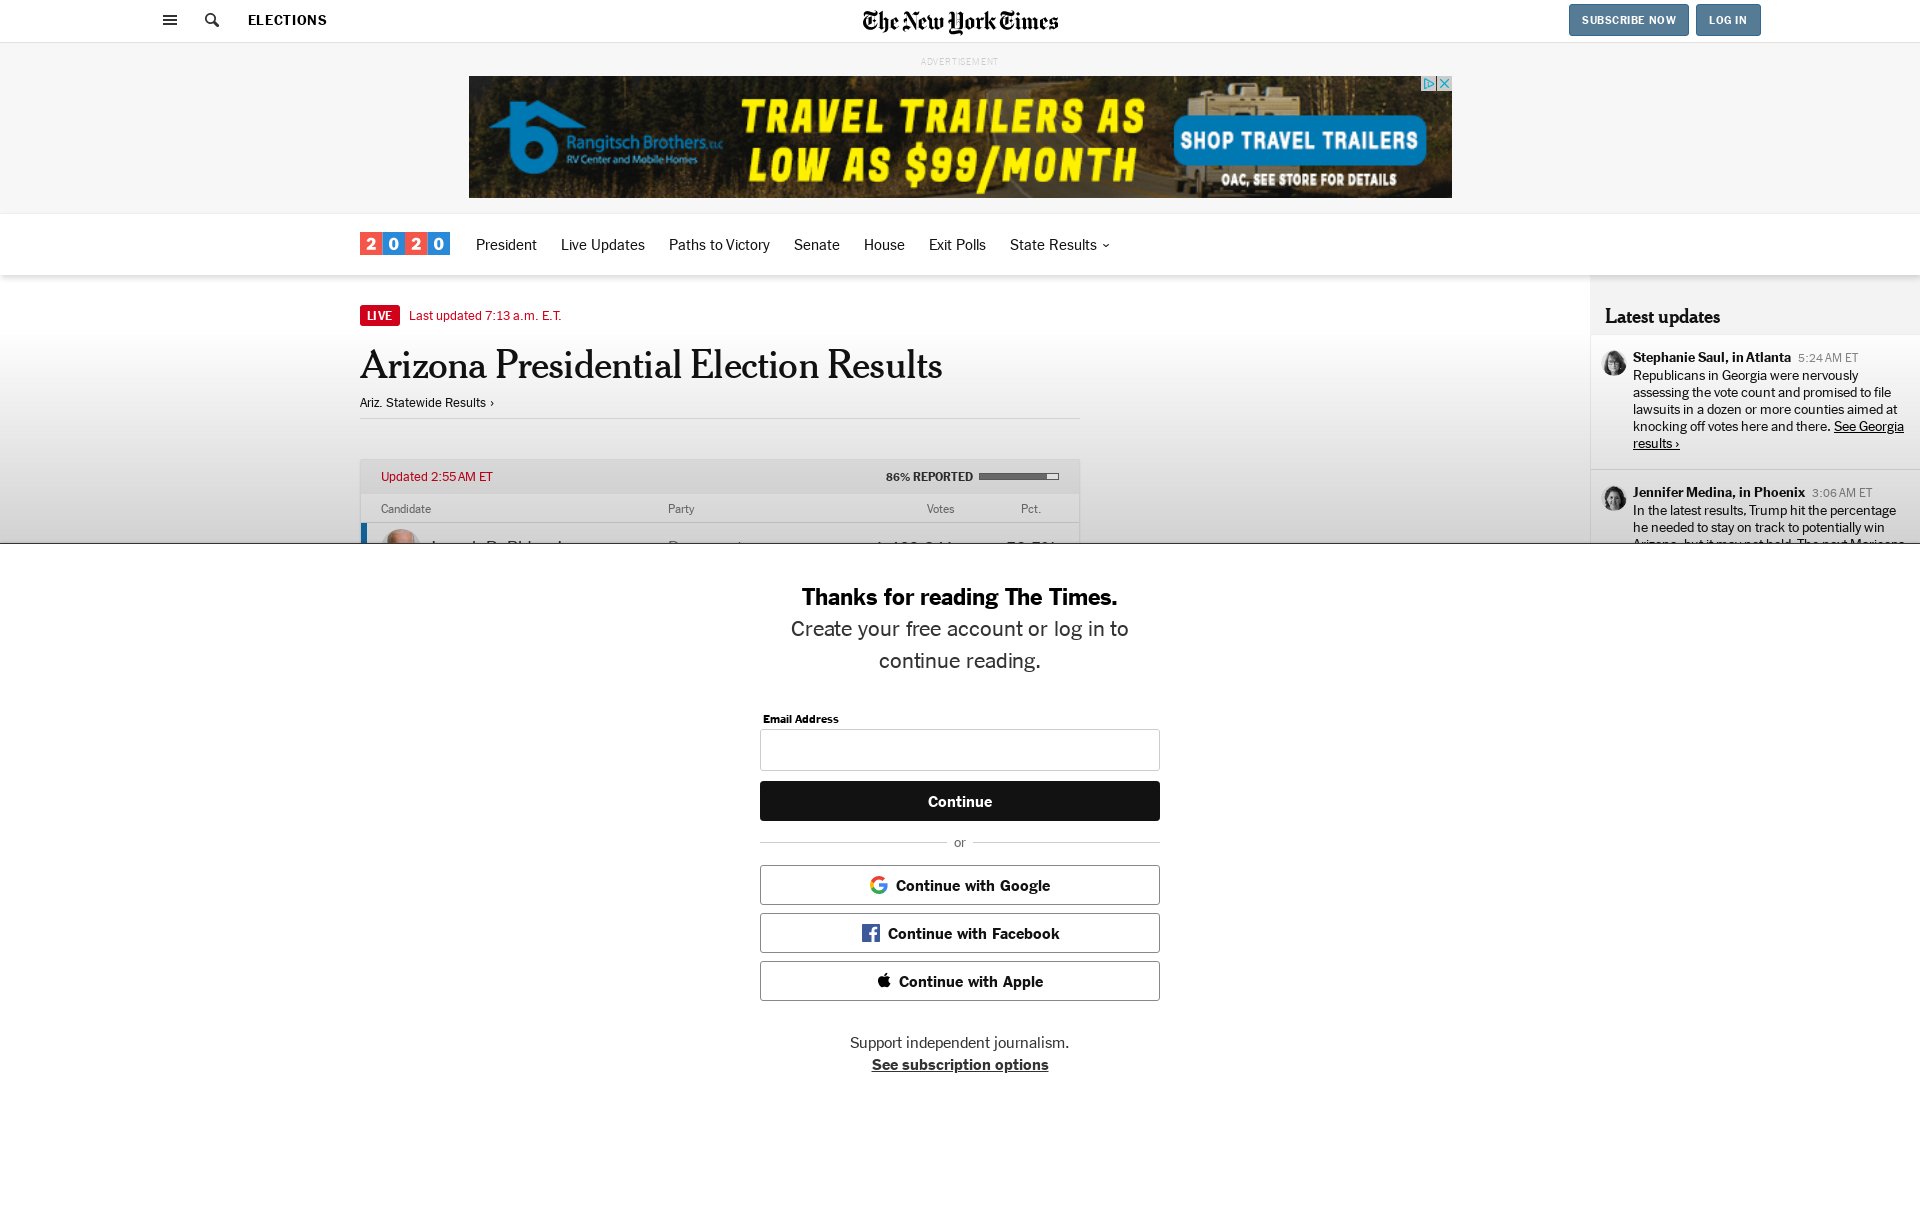 ELECTIONS
The New York Times
SUBSCRIBE NOW
LOG IN
ADVERTISEMENT
Rangitsch Brothers, LLC
RV Center and Mobile Homes
TRAVEL TRAILERS AS
LOW AS $99/MONTH
SHOP TRAVEL TRAILERS
OAC, SEE STORE FOR DETAILS
2020
President
Live Updates
Paths to Victory
Senate
House
Exit Polls
State Results
LIVE
Last updated 7:13 a.m. E.T.
Arizona Presidential Election Results
Ariz. Statewide Results ›
Updated 2:55 AM ET
86% REPORTED
Candidate
Party
Votes
Pct.
Latest updates
Stephanie Saul, in Atlanta 5:24 AM ET
Republicans in Georgia were nervously
assessing the vote count and promised to file
lawsuits in a dozen or more counties aimed at
knocking off votes here and there. See Georgia
results ›
Jennifer Medina, in Phoenix 3:06 AM ET
In the latest results, Trump hit the percentage
he needed to stay on track to potentially win
Thanks for reading The Times.
Create your free account or log in to
continue reading.
Email Address
Continue
or
Continue with Google
Continue with Facebook
Continue with Apple
Support independent journalism.
See subscription options